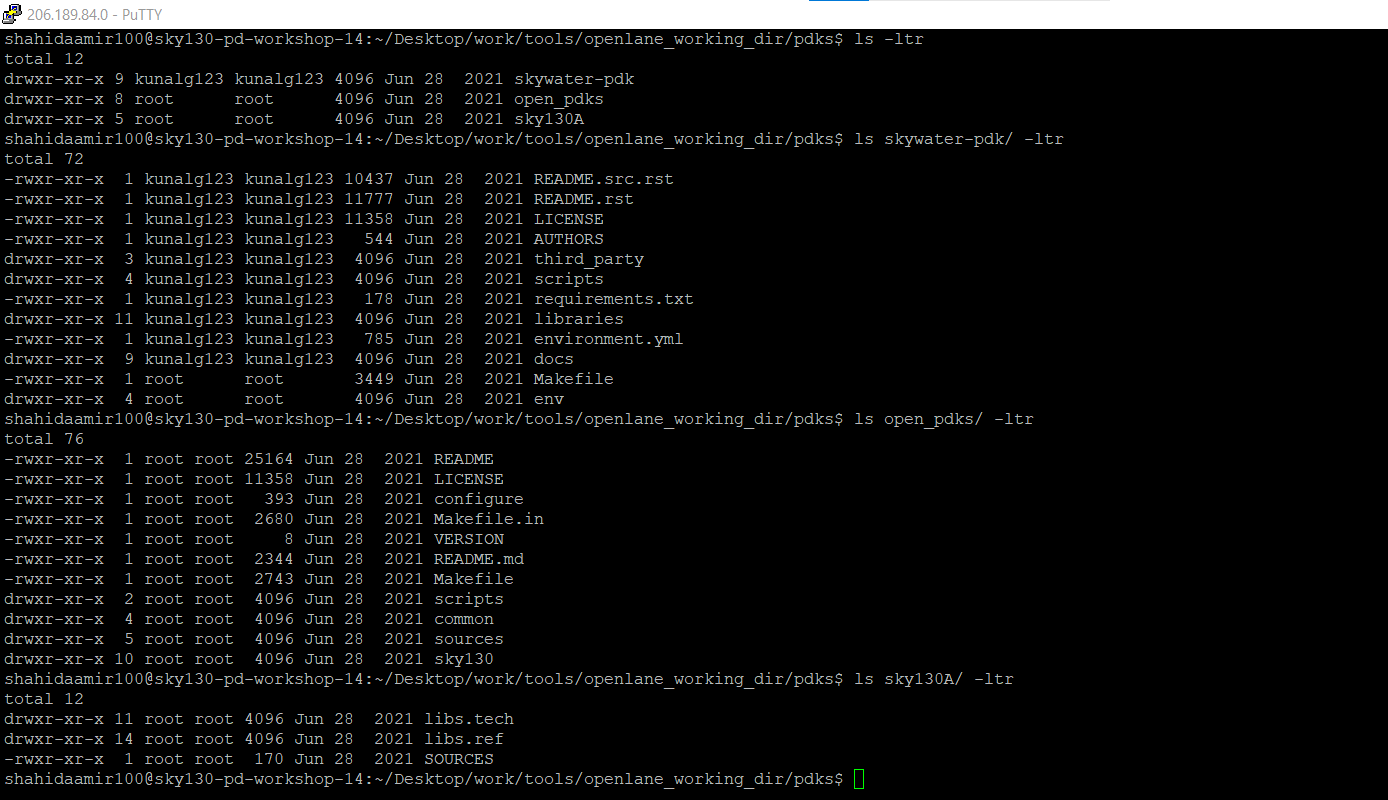 206.189.84.0 - PuTTY
shahidaamir100@sky130-pd-workshop-14:~/Desktop/work/tools/openlane_working_dir/pdks$ ls -ltr
total 12
drwxr-xr-x 9 kunalg123 kunalg123 4096 Jun 28  2021 skywater-pdk
drwxr-xr-x 8 root      root      4096 Jun 28  2021 open_pdks
drwxr-xr-x 5 root      root      4096 Jun 28  2021 sky130A
shahidaamir100@sky130-pd-workshop-14:~/Desktop/work/tools/openlane_working_dir/pdks$ ls skywater-pdk/ -ltr
total 72
-rwxr-xr-x  1 kunalg123 kunalg123 10437 Jun 28  2021 README.src.rst
-rwxr-xr-x  1 kunalg123 kunalg123 11777 Jun 28  2021 README.rst
-rwxr-xr-x  1 kunalg123 kunalg123 11358 Jun 28  2021 LICENSE
-rwxr-xr-x  1 kunalg123 kunalg123   544 Jun 28  2021 AUTHORS
drwxr-xr-x  3 kunalg123 kunalg123  4096 Jun 28  2021 third_party
drwxr-xr-x  4 kunalg123 kunalg123  4096 Jun 28  2021 scripts
-rwxr-xr-x  1 kunalg123 kunalg123   178 Jun 28  2021 requirements.txt
drwxr-xr-x 11 kunalg123 kunalg123  4096 Jun 28  2021 libraries
-rwxr-xr-x  1 kunalg123 kunalg123   785 Jun 28  2021 environment.yml
drwxr-xr-x  9 kunalg123 kunalg123  4096 Jun 28  2021 docs
-rwxr-xr-x  1 root      root       3449 Jun 28  2021 Makefile
drwxr-xr-x  4 root      root       4096 Jun 28  2021 env
shahidaamir100@sky130-pd-workshop-14:~/Desktop/work/tools/openlane_working_dir/pdks$ ls open_pdks/ -ltr
total 76
-rwxr-xr-x  1 root root 25164 Jun 28  2021 README
-rwxr-xr-x  1 root root 11358 Jun 28  2021 LICENSE
-rwxr-xr-x  1 root root   393 Jun 28  2021 configure
-rwxr-xr-x  1 root root  2680 Jun 28  2021 Makefile.in
-rwxr-xr-x  1 root root     8 Jun 28  2021 VERSION
-rwxr-xr-x  1 root root  2344 Jun 28  2021 README.md
-rwxr-xr-x  1 root root  2743 Jun 28  2021 Makefile
drwxr-xr-x  2 root root  4096 Jun 28  2021 scripts
drwxr-xr-x  4 root root  4096 Jun 28  2021 common
drwxr-xr-x  5 root root  4096 Jun 28  2021 sources
drwxr-xr-x 10 root root  4096 Jun 28  2021 sky130
shahidaamir100@sky130-pd-workshop-14:~/Desktop/work/tools/openlane_working_dir/pdks$ ls sky130A/ -ltr
total 12
drwxr-xr-x 11 root root 4096 Jun 28  2021 libs.tech
drwxr-xr-x 14 root root 4096 Jun 28  2021 libs.ref
-rwxr-xr-x  1 root root  170 Jun 28  2021 SOURCES
shahidaamir100@sky130-pd-workshop-14:~/Desktop/work/tools/openlane_working_dir/pdks$